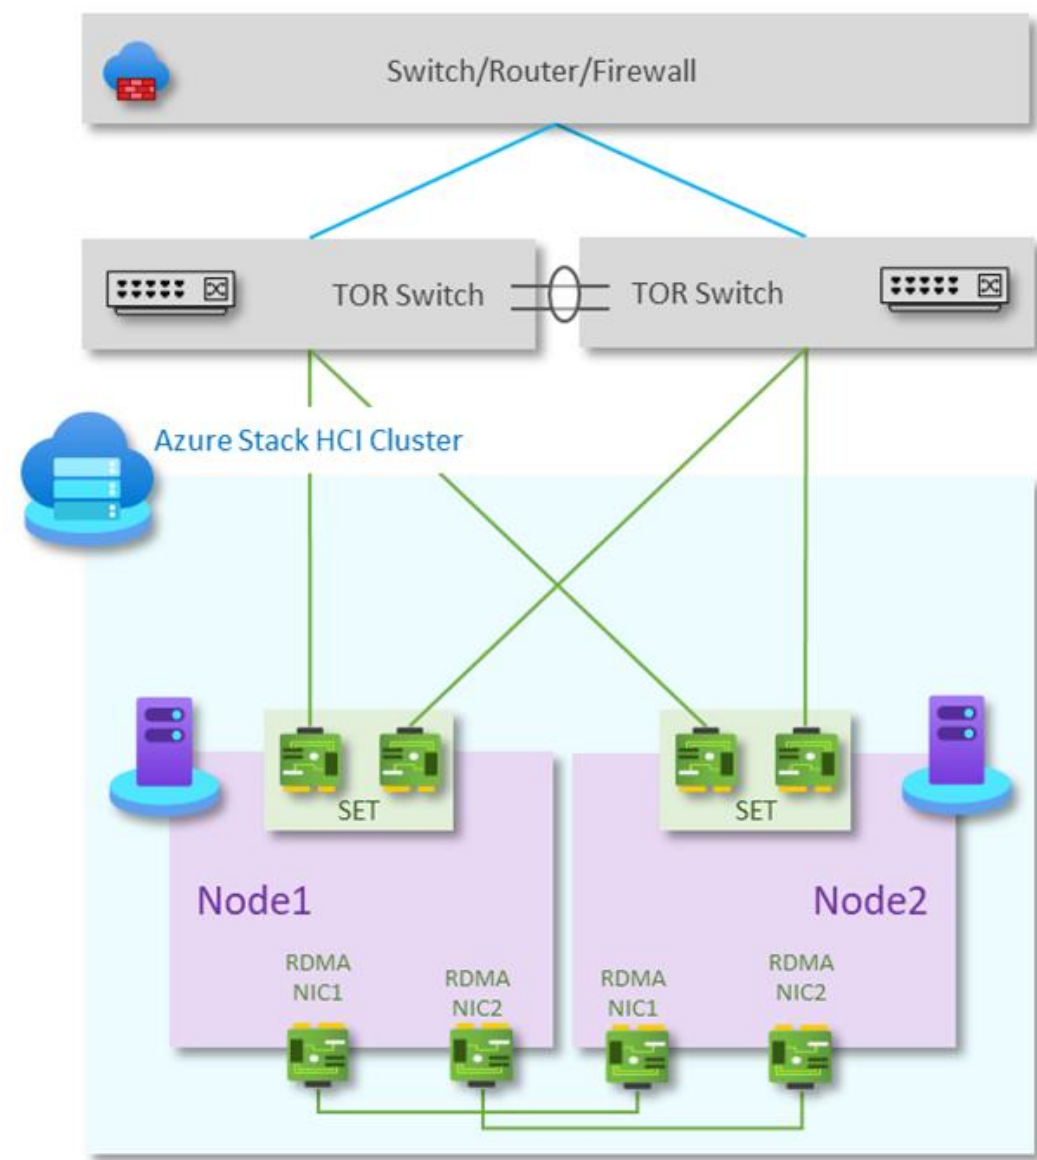 Switch/Router/Firewall
TOR Switch
TOR Switch
Azure Stack HCI Cluster
SET
SET
Node1
Node2
RDMA
NIC1
RDMA
NIC2
RDMA
NIC1
RDMA
NIC2